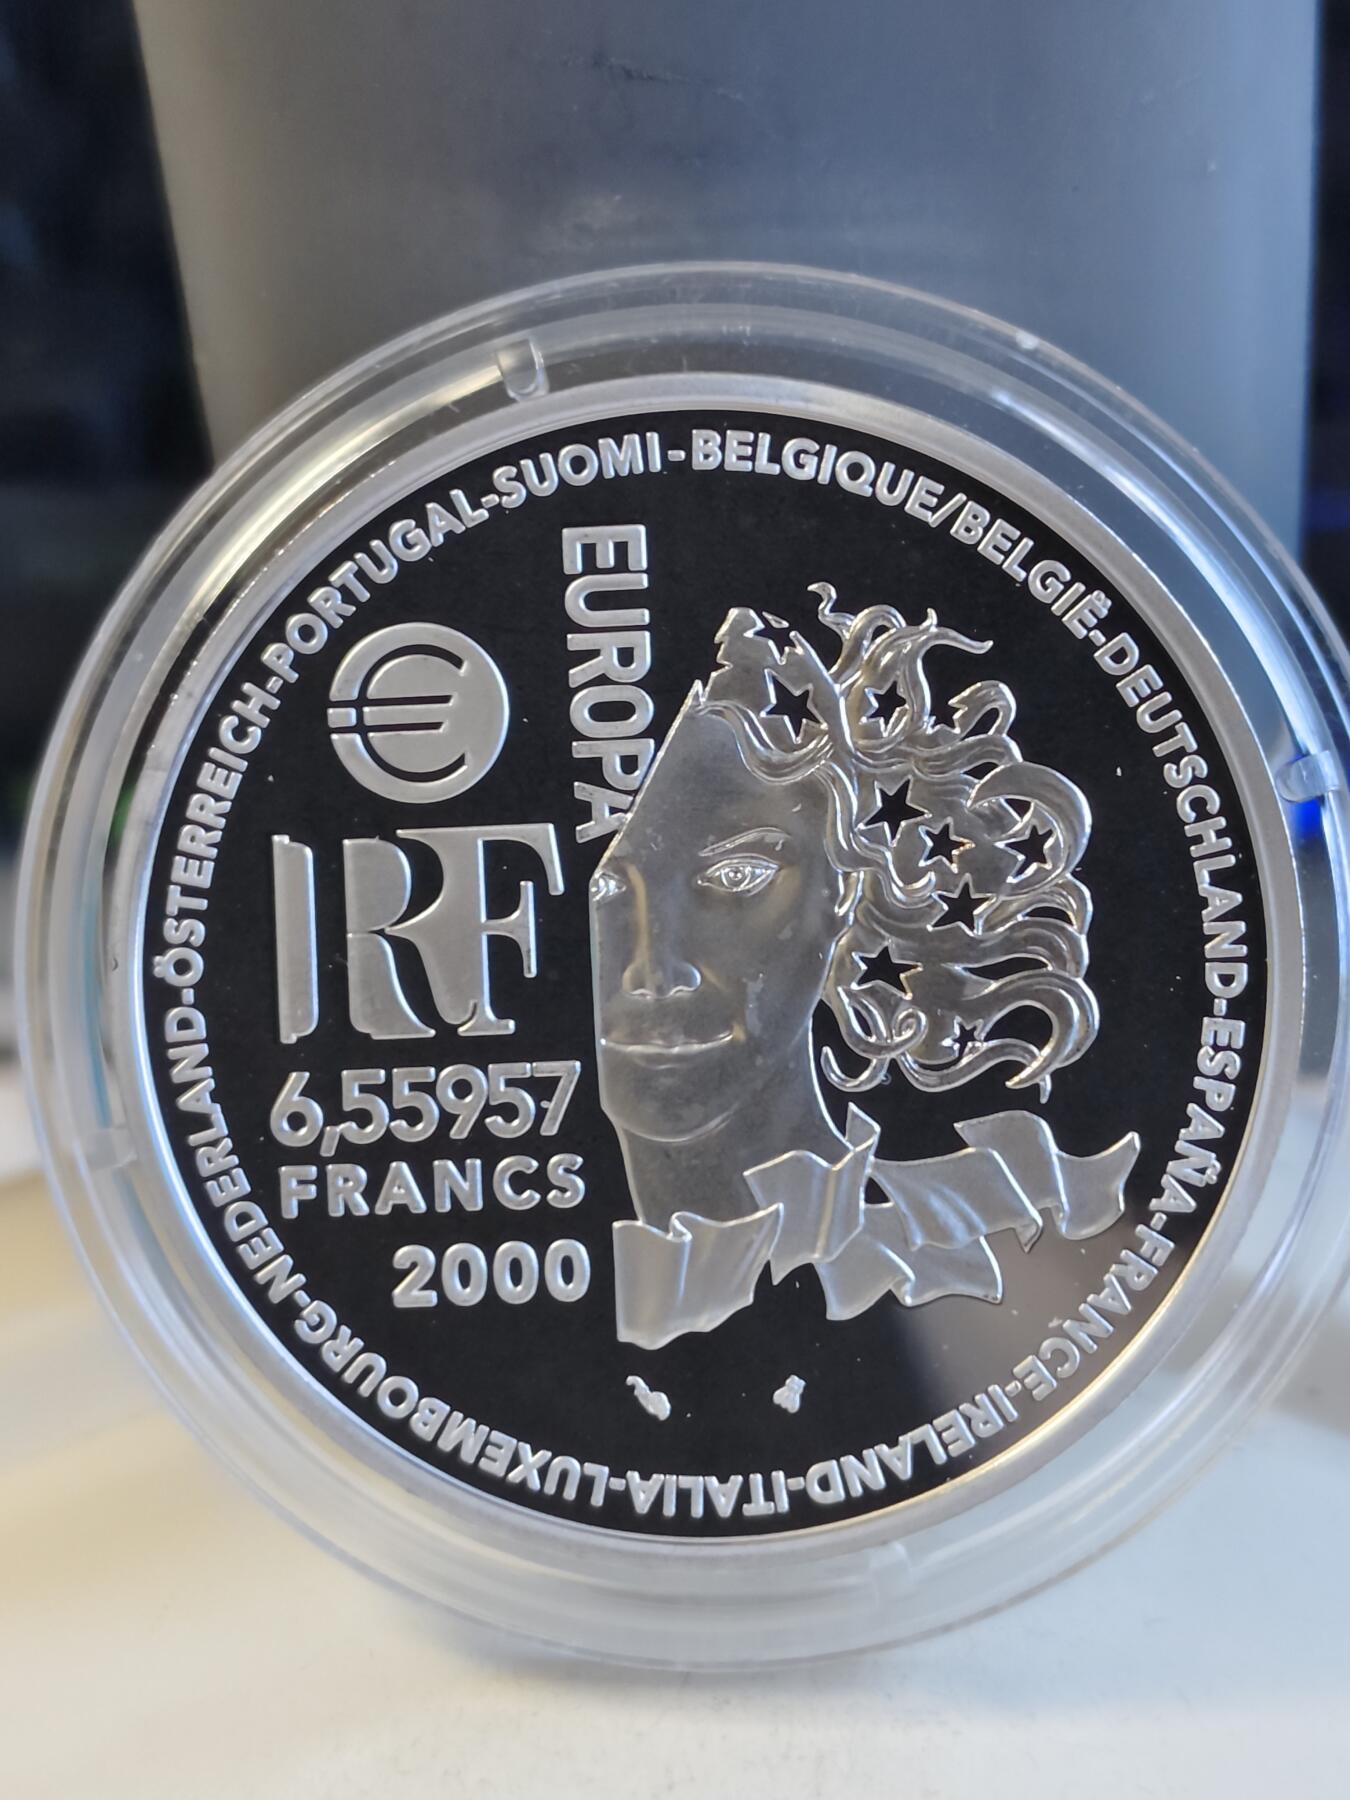 BELGIQUE/BELGIË-DEUTSCHLAND-ESPAÑA-FRANCE-IRELAND-ITALIA-LUXEMBOURG-NEDERLAND-ÖSTERREICH-PORTUGAL-SUOMI-
EUROPA
€
RF
6,55957
FRANCS
2000